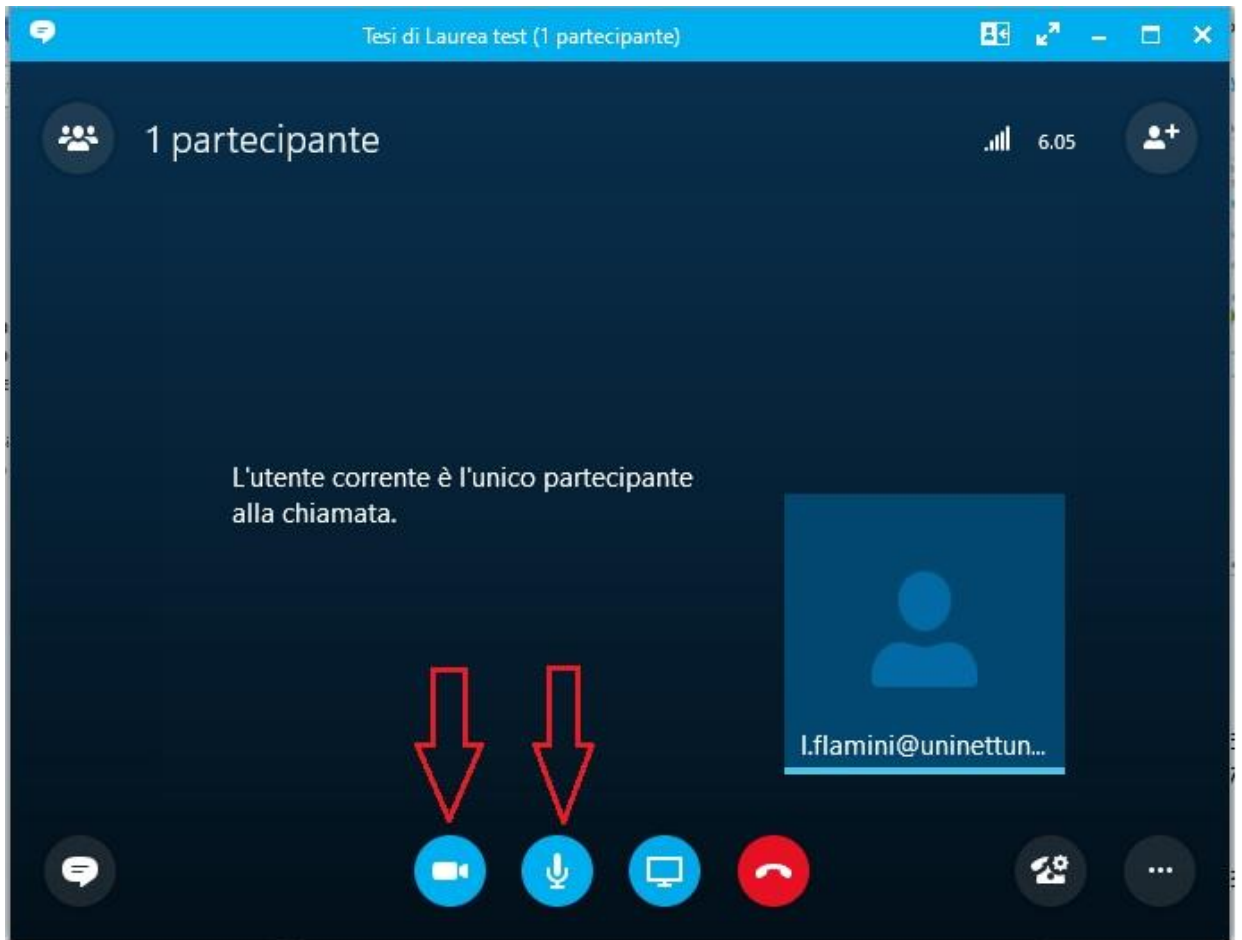 Tesi di Laurea test (1 partecipante)
1 partecipante
6.05
L'utente corrente è l'unico partecipante
alla chiamata.
l.flamini@uninettun...